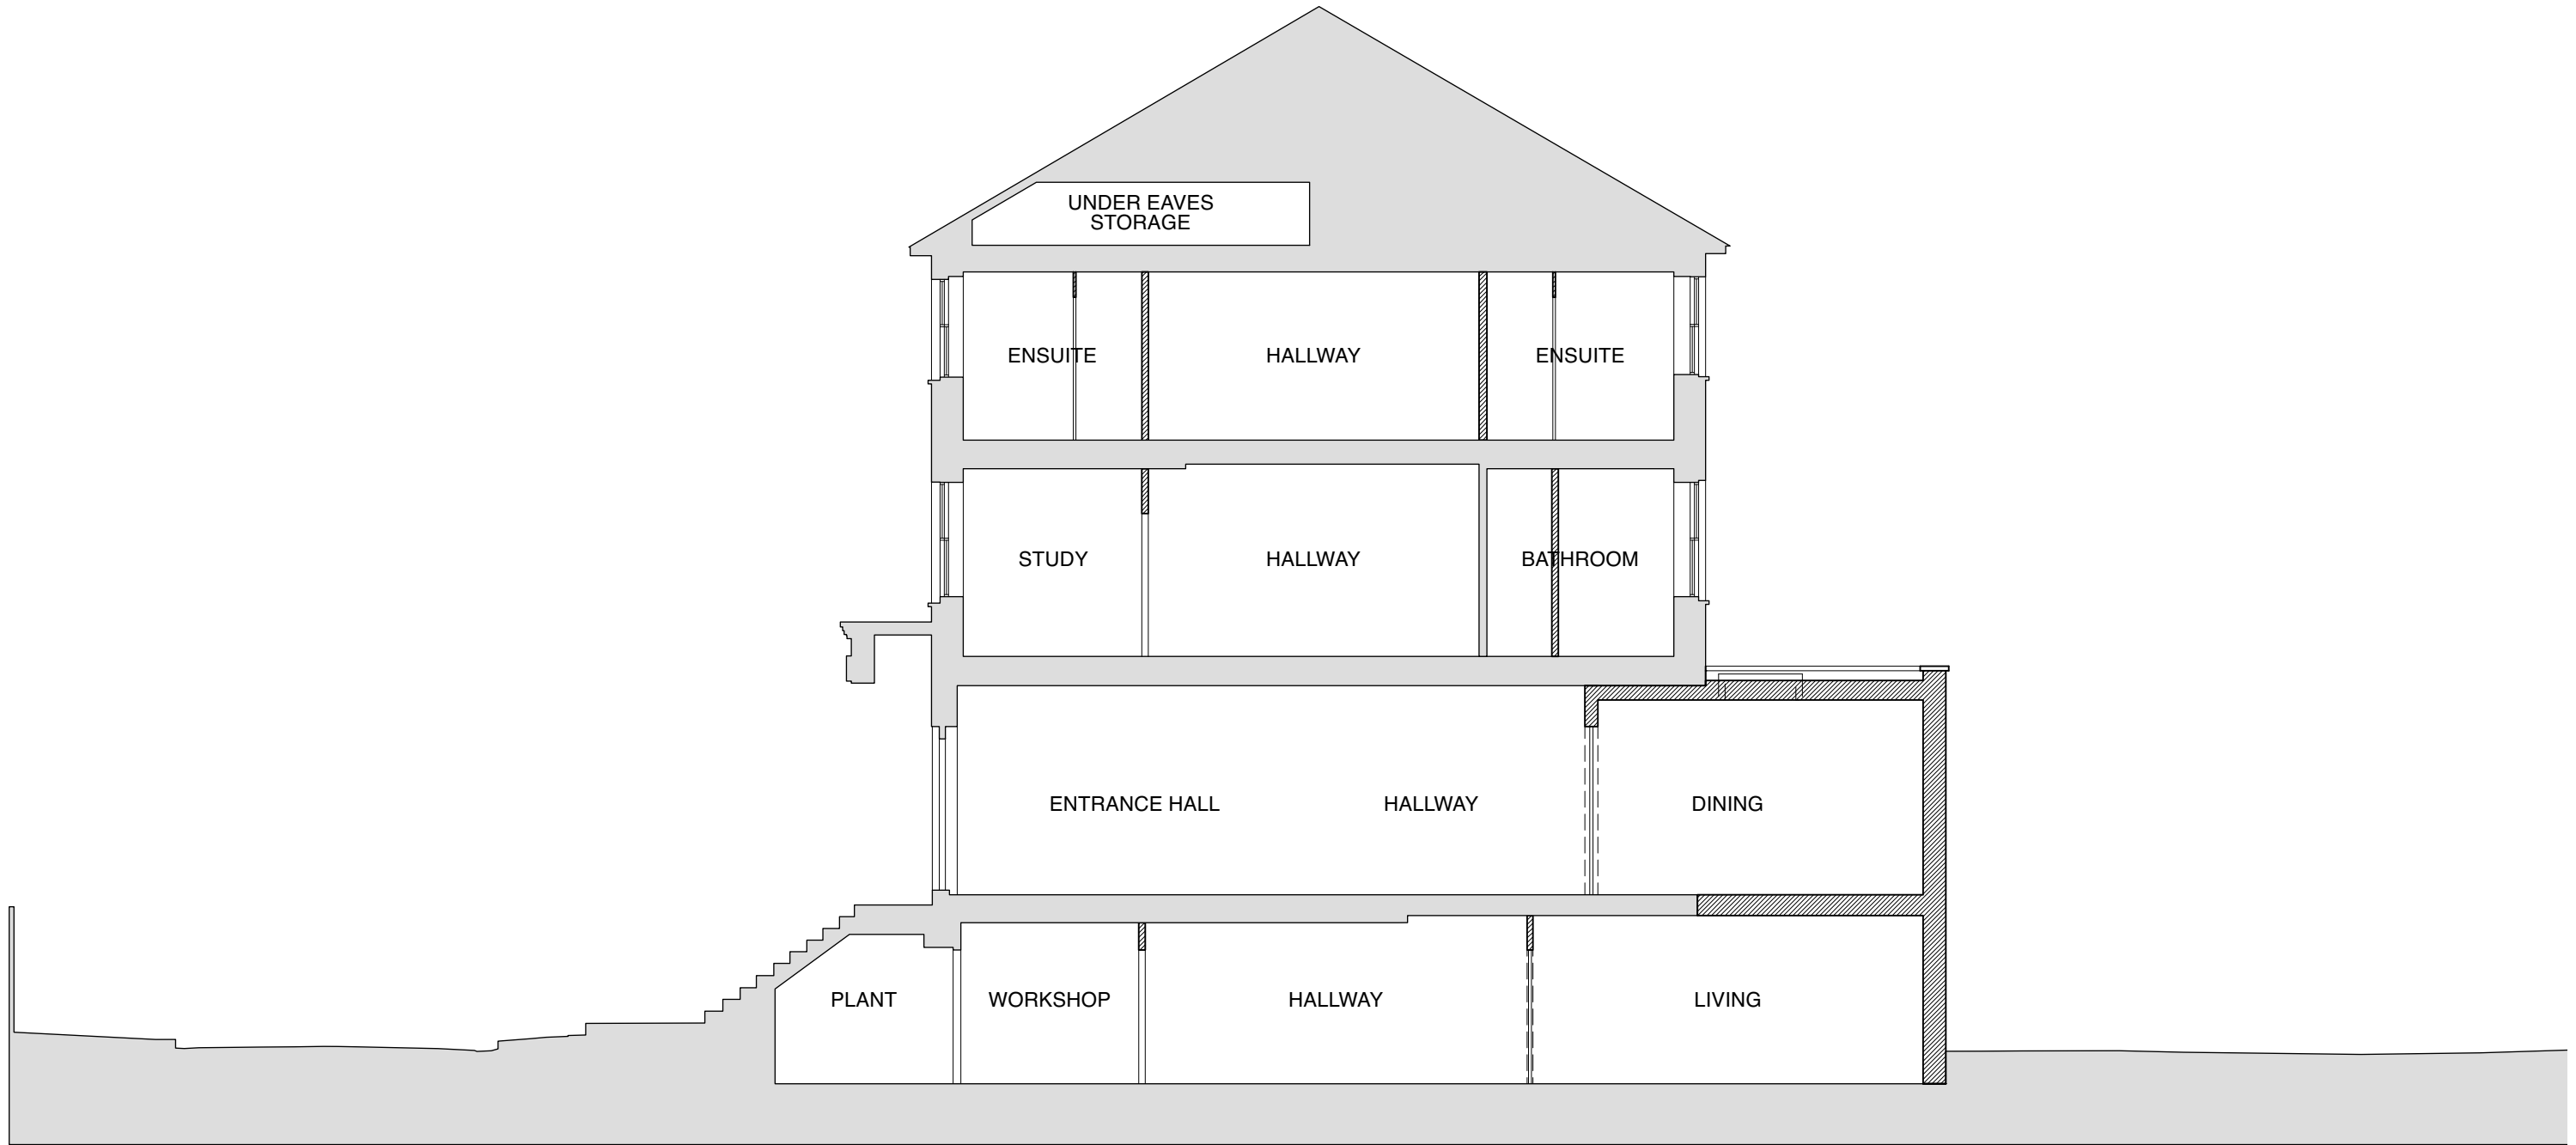 UNDER EAVES
STORAGE
ENSUITE
HALLWAY
ENSUITE
STUDY
HALLWAY
BATHROOM
ENTRANCE HALL
HALLWAY
DINING
PLANT
WORKSHOP
HALLWAY
LIVING